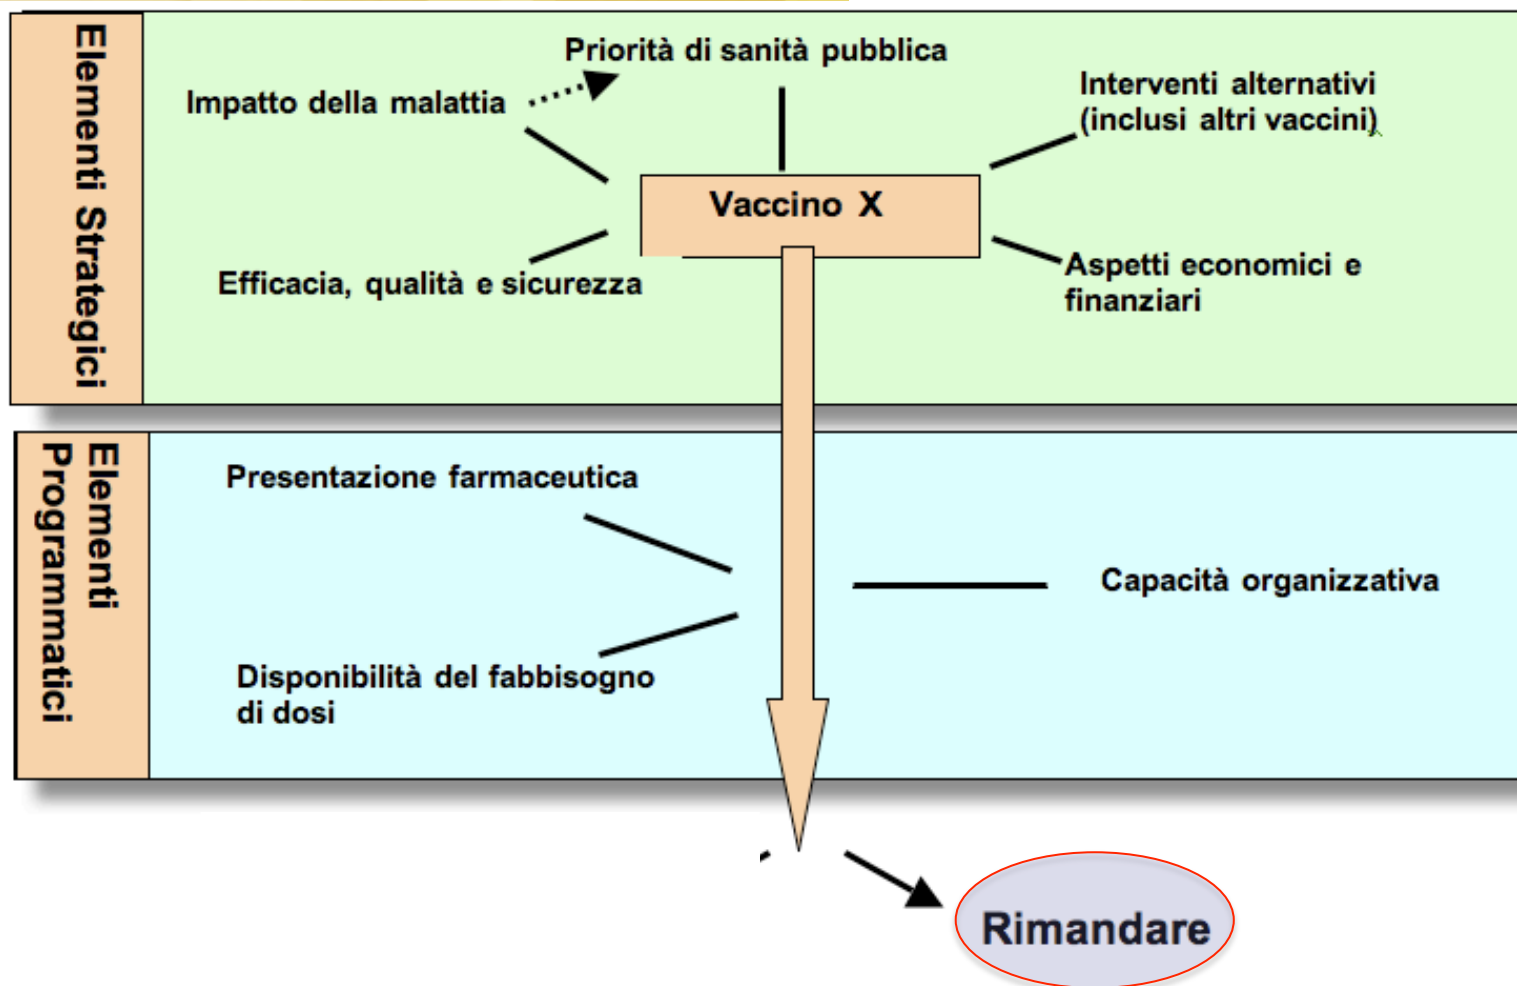 Elementi Strategici
Priorità di sanità pubblica
Impatto della malattia
Interventi alternativi
(inclusi altri vaccini)
Vaccino X
Efficacia, qualità e sicurezza
Aspetti economici e
finanziari
Elementi
Programmatici
Presentazione farmaceutica
Capacità organizzativa
Disponibilità del fabbisogno
di dosi
Rimandare